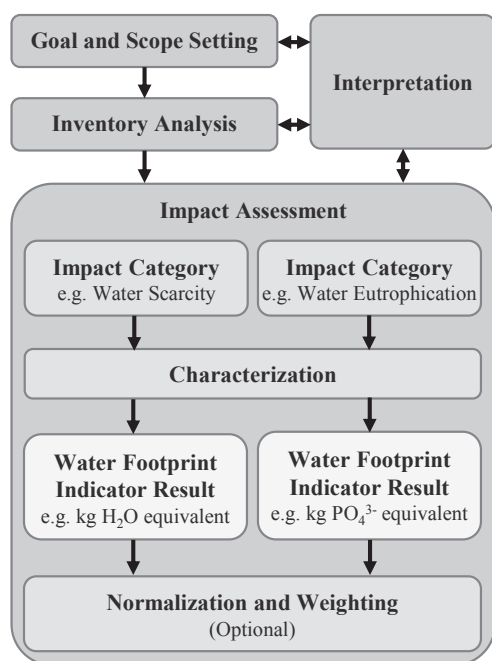 Goal and Scope Setting
Interpretation
Inventory Analysis
Impact Assessment
Impact Category
e.g. Water Scarcity
Impact Category
e.g. Water Eutrophication
Characterization
Water Footprint
Indicator Result
e.g. kg H₂O equivalent
Water Footprint
Indicator Result
e.g. kg PO₄³⁻ equivalent
Normalization and Weighting
(Optional)